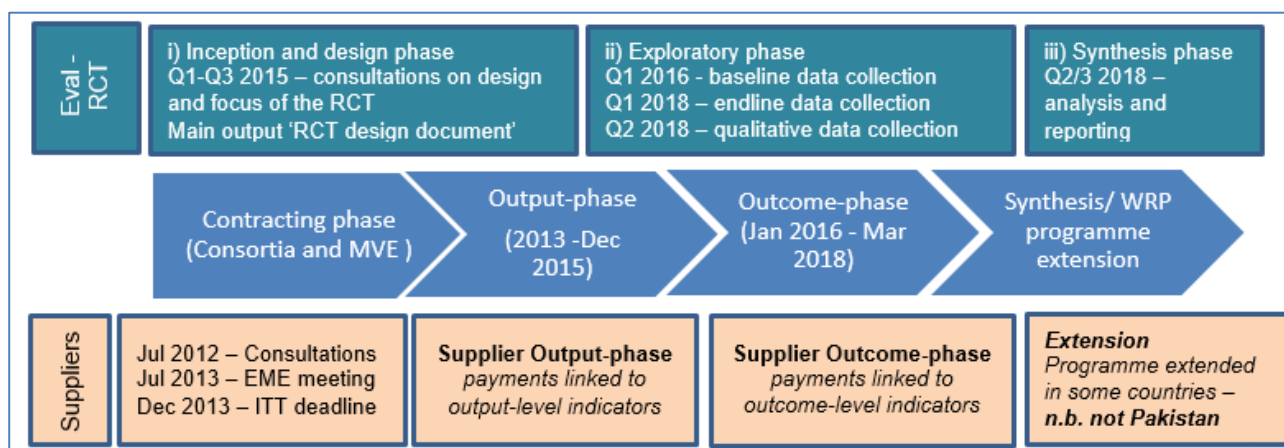 Eval -
RCT
i) Inception and design phase
Q1-Q3 2015 – consultations on design
and focus of the RCT
Main output ‘RCT design document’
ii) Exploratory phase
Q1 2016 - baseline data collection
Q1 2018 – endline data collection
Q2 2018 – qualitative data collection
iii) Synthesis phase
Q2/3 2018 –
analysis and
reporting
Contracting phase
(Consortia and MVE )
Output-phase
(2013 -Dec
2015)
Outcome-phase
(Jan 2016 - Mar
2018)
Synthesis/ WRP
programme
extension
Suppliers
Jul 2012 – Consultations
Jul 2013 – EME meeting
Dec 2013 – ITT deadline
Supplier Output-phase
payments linked to
output-level indicators
Supplier Outcome-phase
payments linked to
outcome-level indicators
Extension
Programme extended
in some countries –
n.b. not Pakistan